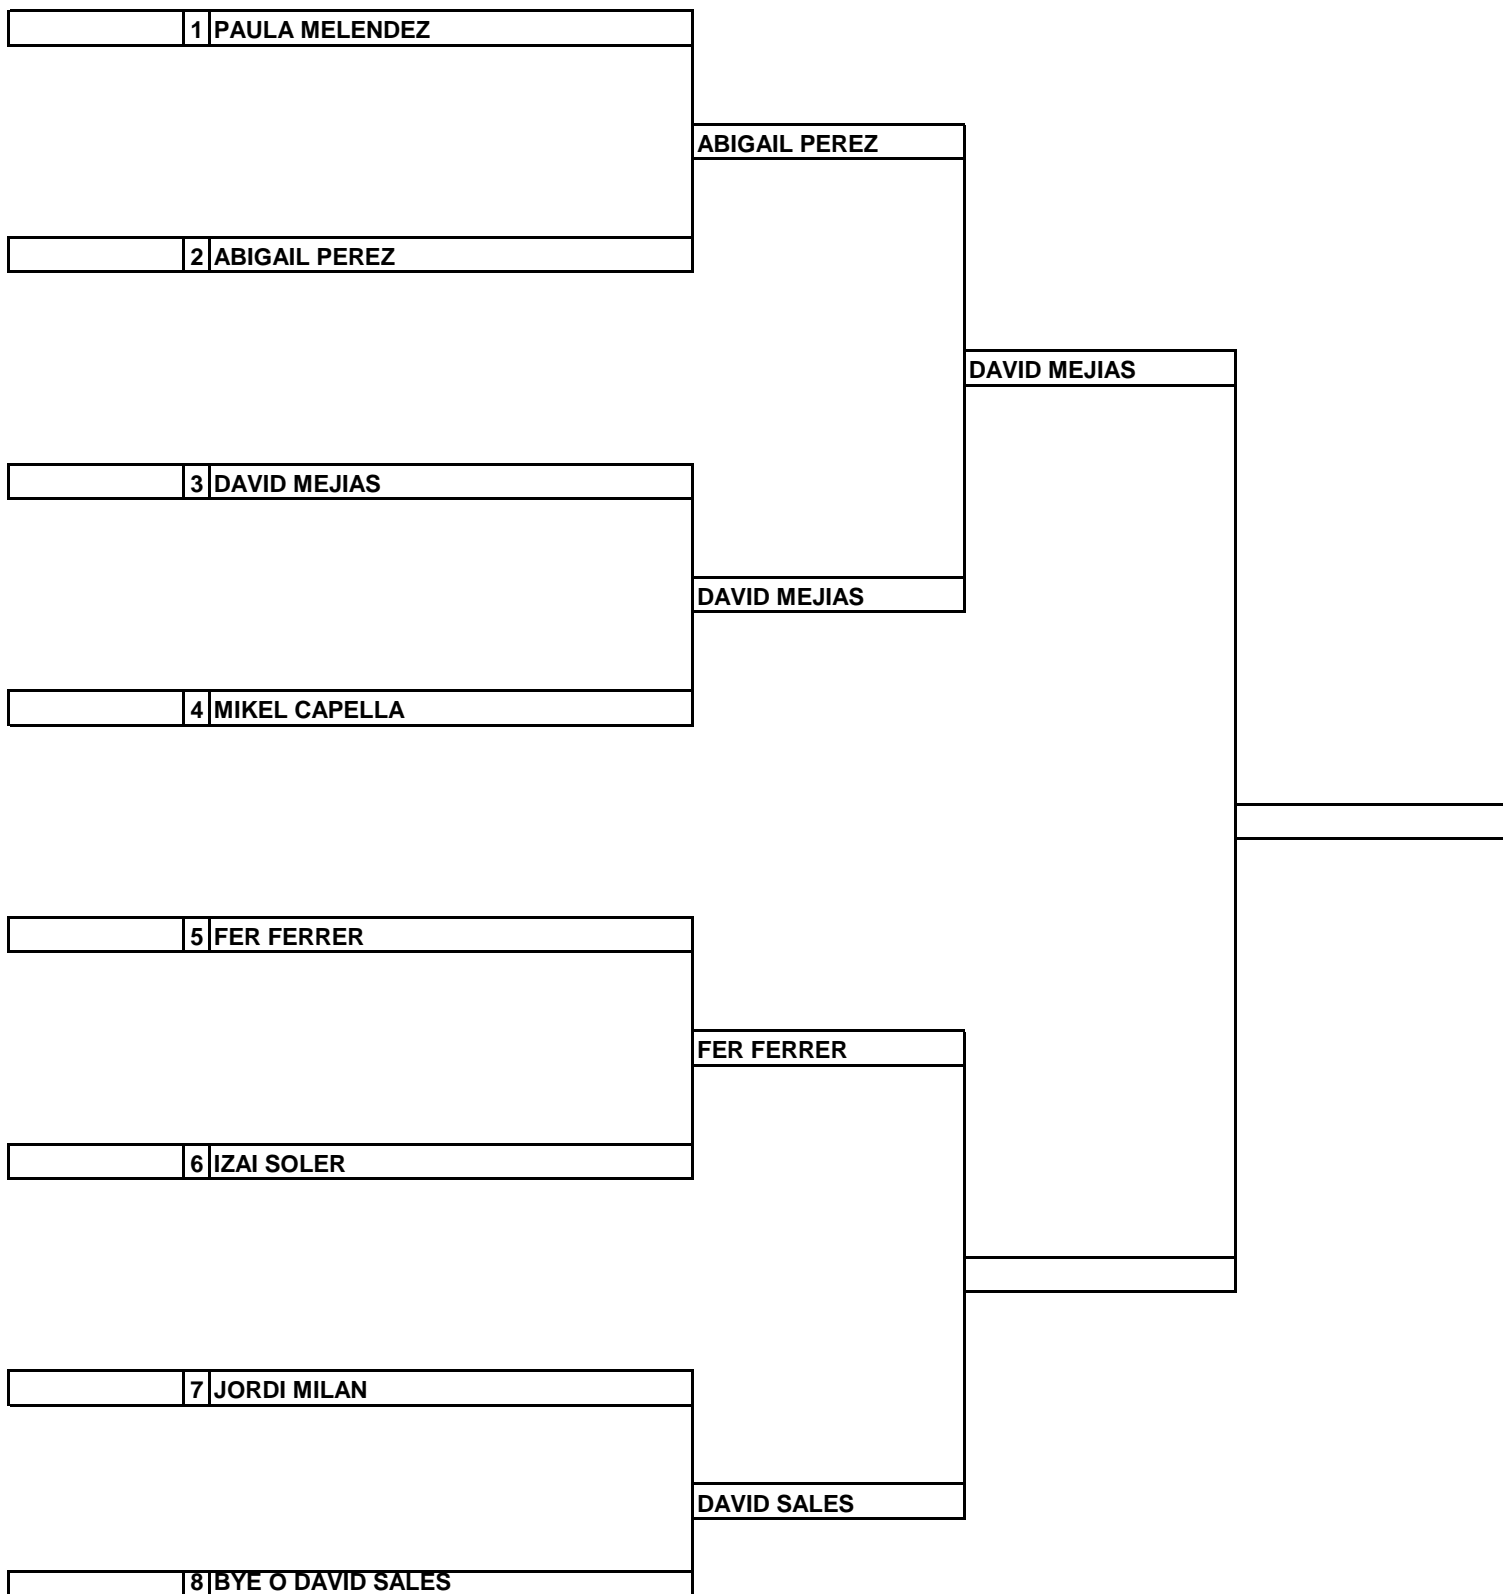 1 PAULA MELENDEZ
ABIGAIL PEREZ
2 ABIGAIL PEREZ
DAVID MEJIAS
3 DAVID MEJIAS
DAVID MEJIAS
4 MIKEL CAPELLA
5 FER FERRER
FER FERRER
6 IZAI SOLER
7 JORDI MILAN
DAVID SALES
8 BYE O DAVID SALES